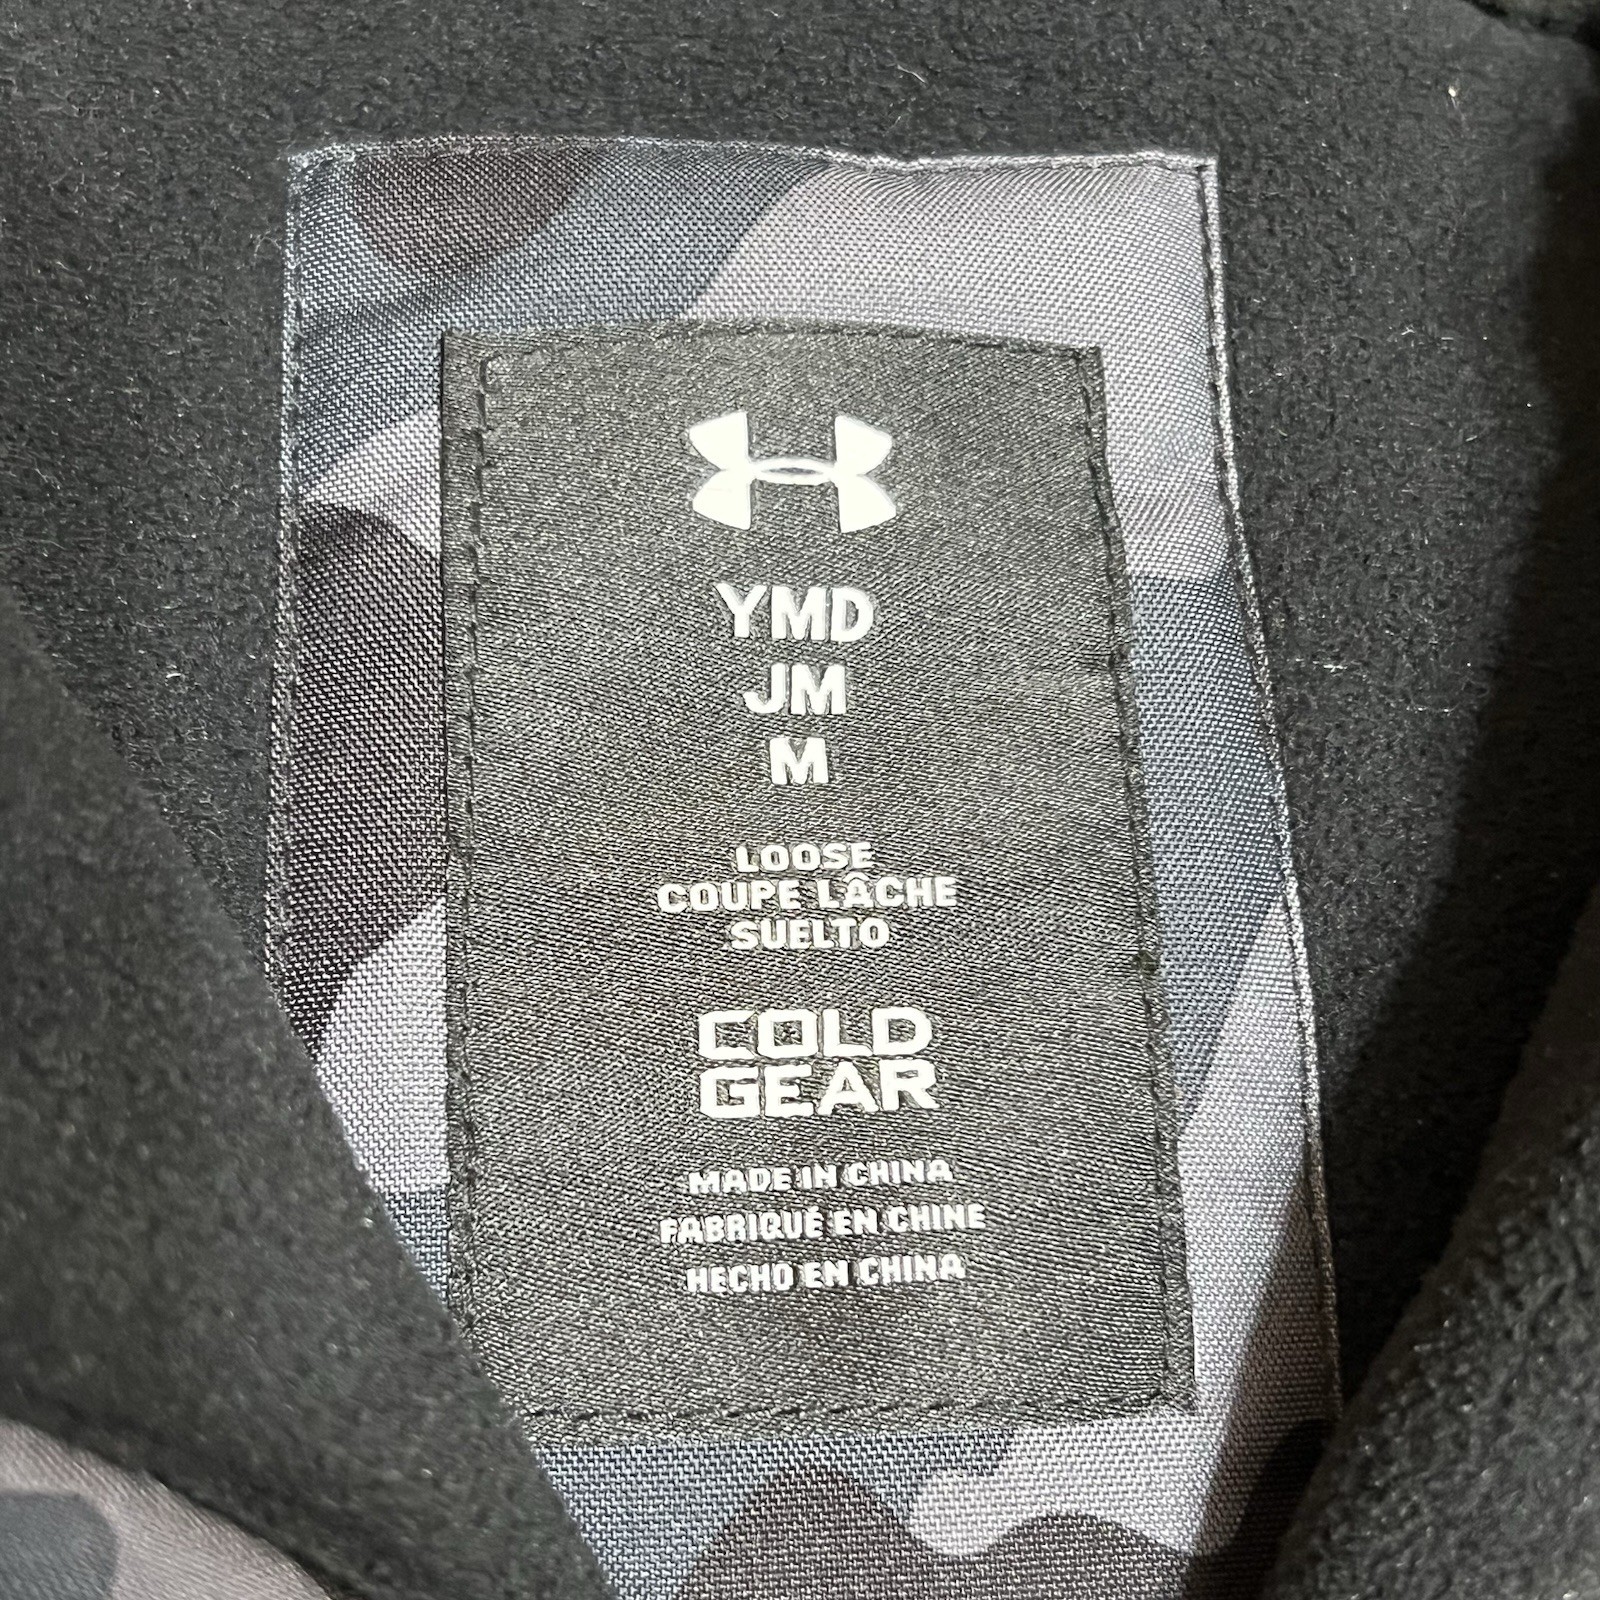 YMD
JM
M
LOOSE
COUPE LÂCHE
SUELTO
COLD
GEAR
MADE IN CHINA
FABRIQUÉ EN CHINE
HECHO EN CHINA